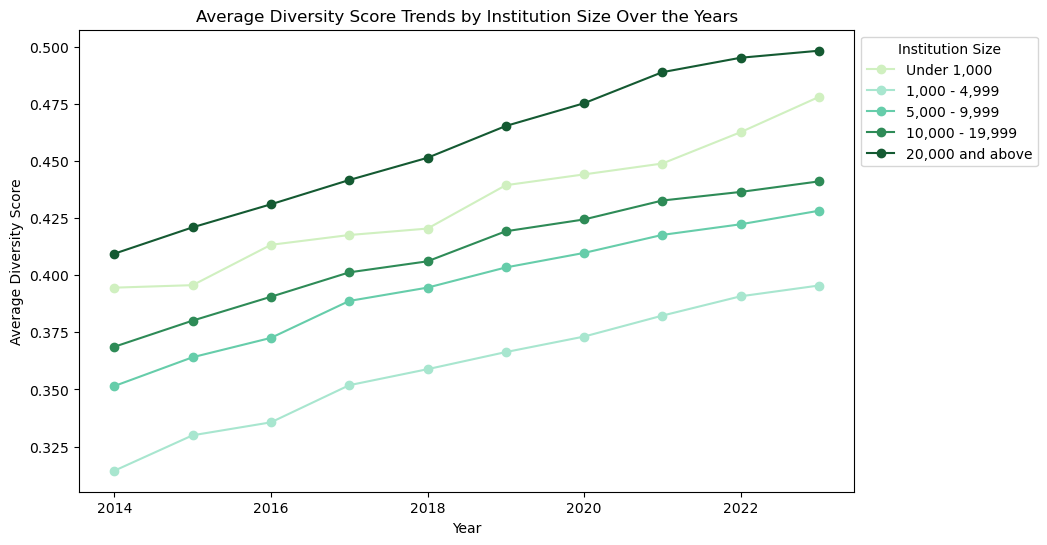 Average Diversity Score Trends by Institution Size Over the Years
Institution Size
Under 1,000
1,000 - 4,999
5,000 - 9,999
10,000 - 19,999
20,000 and above
Average Diversity Score
0.500
0.475
0.450
0.425
0.400
0.375
0.350
0.325
2014
2016
2018
2020
2022
Year